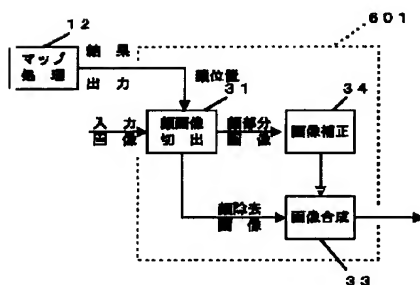 12
601
マップ
処理
結果
出力
顔位置
31
34
入力
画像
顔画像
切出
顔部分
画像
画像補正
顔除去
画像
画像合成
33